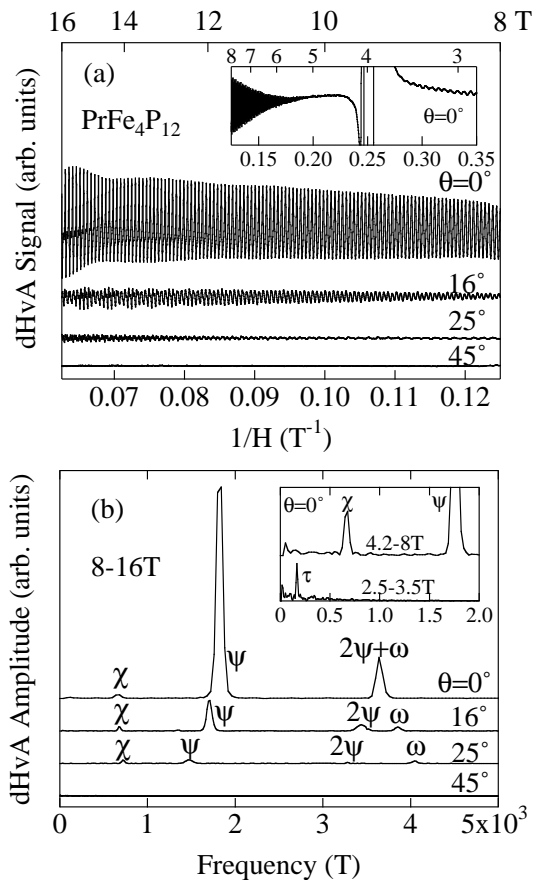 16 14 12 10 8 T
(a)
8 7 6 5 4 3
PrFe₄P₁₂
θ=0°
0.15 0.20 0.25 0.30 0.35
θ=0°
16°
25°
45°
dHvA Signal (arb. units)
0.07 0.08 0.09 0.10 0.11 0.12
1/H (T⁻¹)
(b)
θ=0° χ ψ
8-16T
4.2-8T
τ 2.5-3.5T
0 0.5 1.0 1.5 2.0
ψ 2ψ+ω
χ θ=0°
χ ψ 2ψ ω 16°
χ ψ 2ψ ω 25°
45°
dHvA Amplitude (arb. units)
0 1 2 3 4 5x10³
Frequency (T)